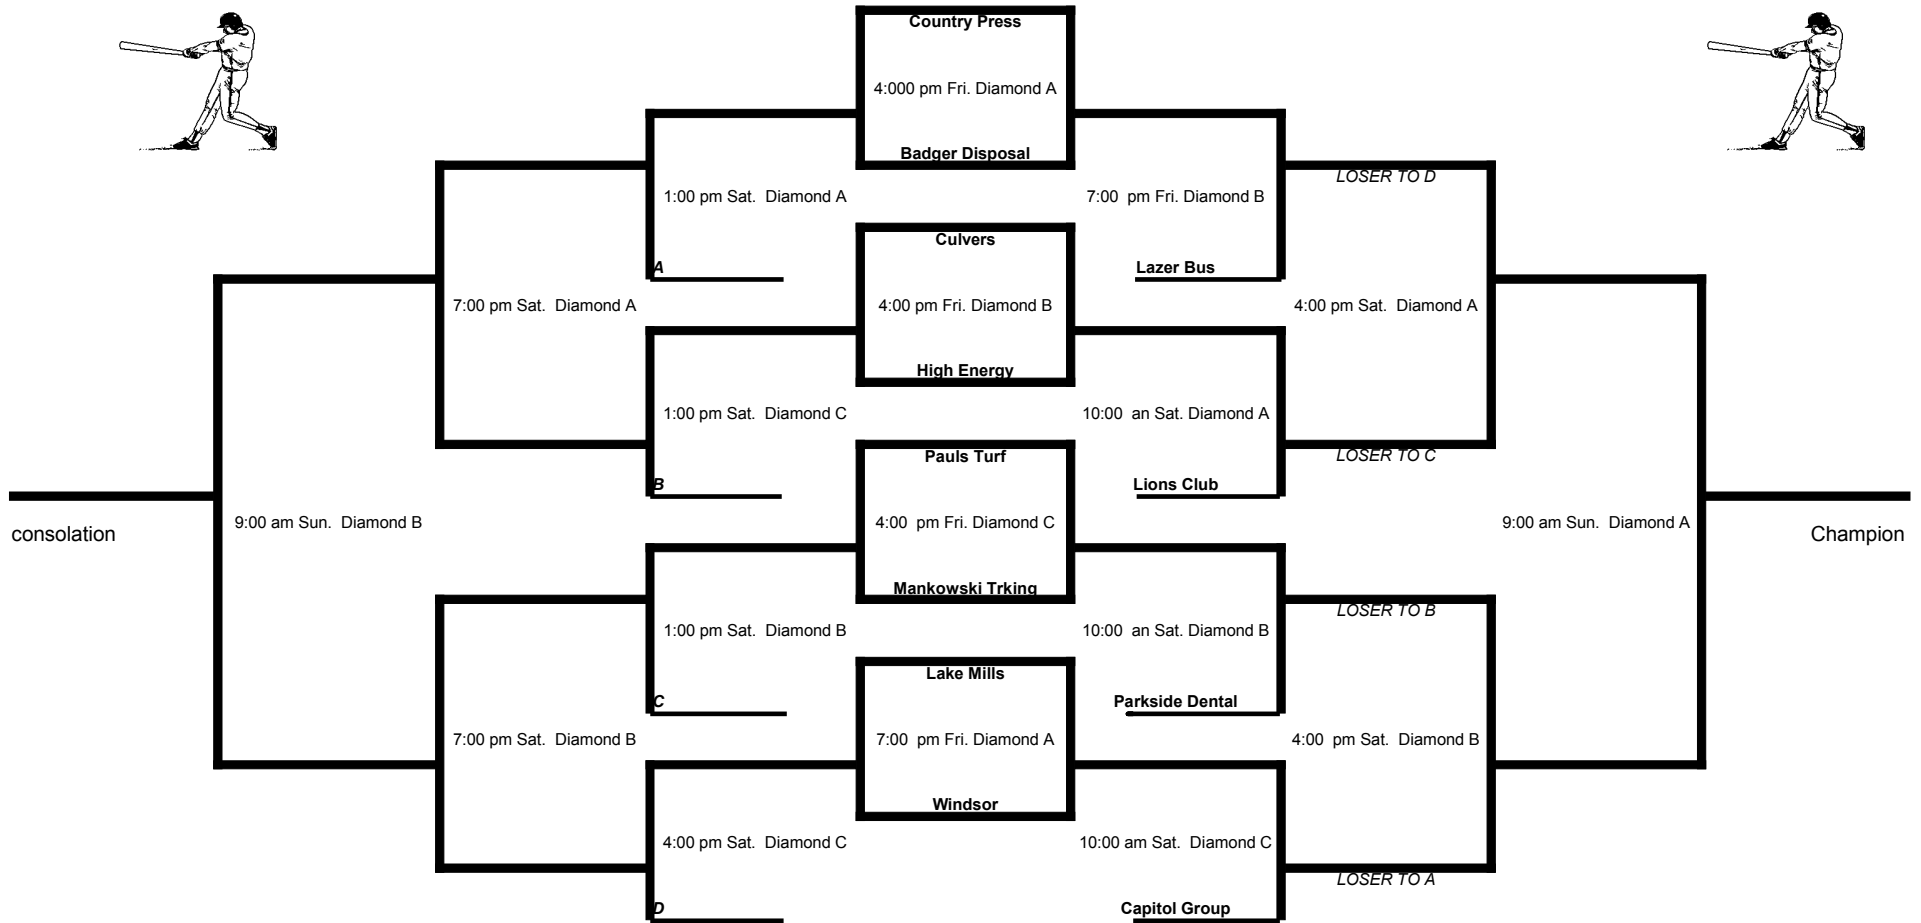 Country Press
4:000 pm Fri. Diamond A
Badger Disposal
LOSER TO D
1:00 pm Sat.  Diamond A
7:00  pm Fri. Diamond B
Culvers
A
Lazer Bus
7:00 pm Sat.  Diamond A
4:00 pm Fri. Diamond B
4:00 pm Sat.  Diamond A
High Energy
1:00 pm Sat.  Diamond C
10:00  an Sat. Diamond A
Pauls Turf
LOSER TO C
B
Lions Club
9:00 am Sun.  Diamond B
4:00  pm Fri. Diamond C
9:00 am Sun.  Diamond A
consolation
Champion
Mankowski Trking
LOSER TO B
1:00 pm Sat.  Diamond B
10:00  an Sat. Diamond B
Lake Mills
C
Parkside Dental
7:00 pm Sat.  Diamond B
7:00  pm Fri. Diamond A
4:00  pm Sat.  Diamond B
Windsor
4:00 pm Sat.  Diamond C
10:00 am Sat.  Diamond C
LOSER TO A
D
Capitol Group